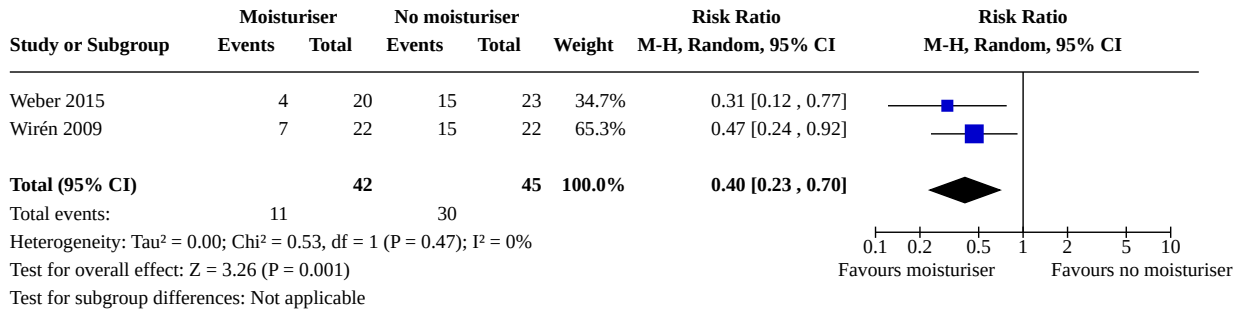 Moisturiser No moisturiser Risk Ratio Risk Ratio
Study or Subgroup Events Total Events Total Weight M-H, Random, 95% CI M-H, Random, 95% CI
Weber 2015 4 20 15 23 34.7% 0.31 [0.12 , 0.77]
Wirén 2009 7 22 15 22 65.3% 0.47 [0.24 , 0.92]
Total (95% CI) 42 45 100.0% 0.40 [0.23 , 0.70]
Total events: 11 30
Heterogeneity: Tau² = 0.00; Chi² = 0.53, df = 1 (P = 0.47); I² = 0%
0.1 0.2 0.5 1 2 5 10
Test for overall effect: Z = 3.26 (P = 0.001)
Favours moisturiser Favours no moisturiser
Test for subgroup differences: Not applicable